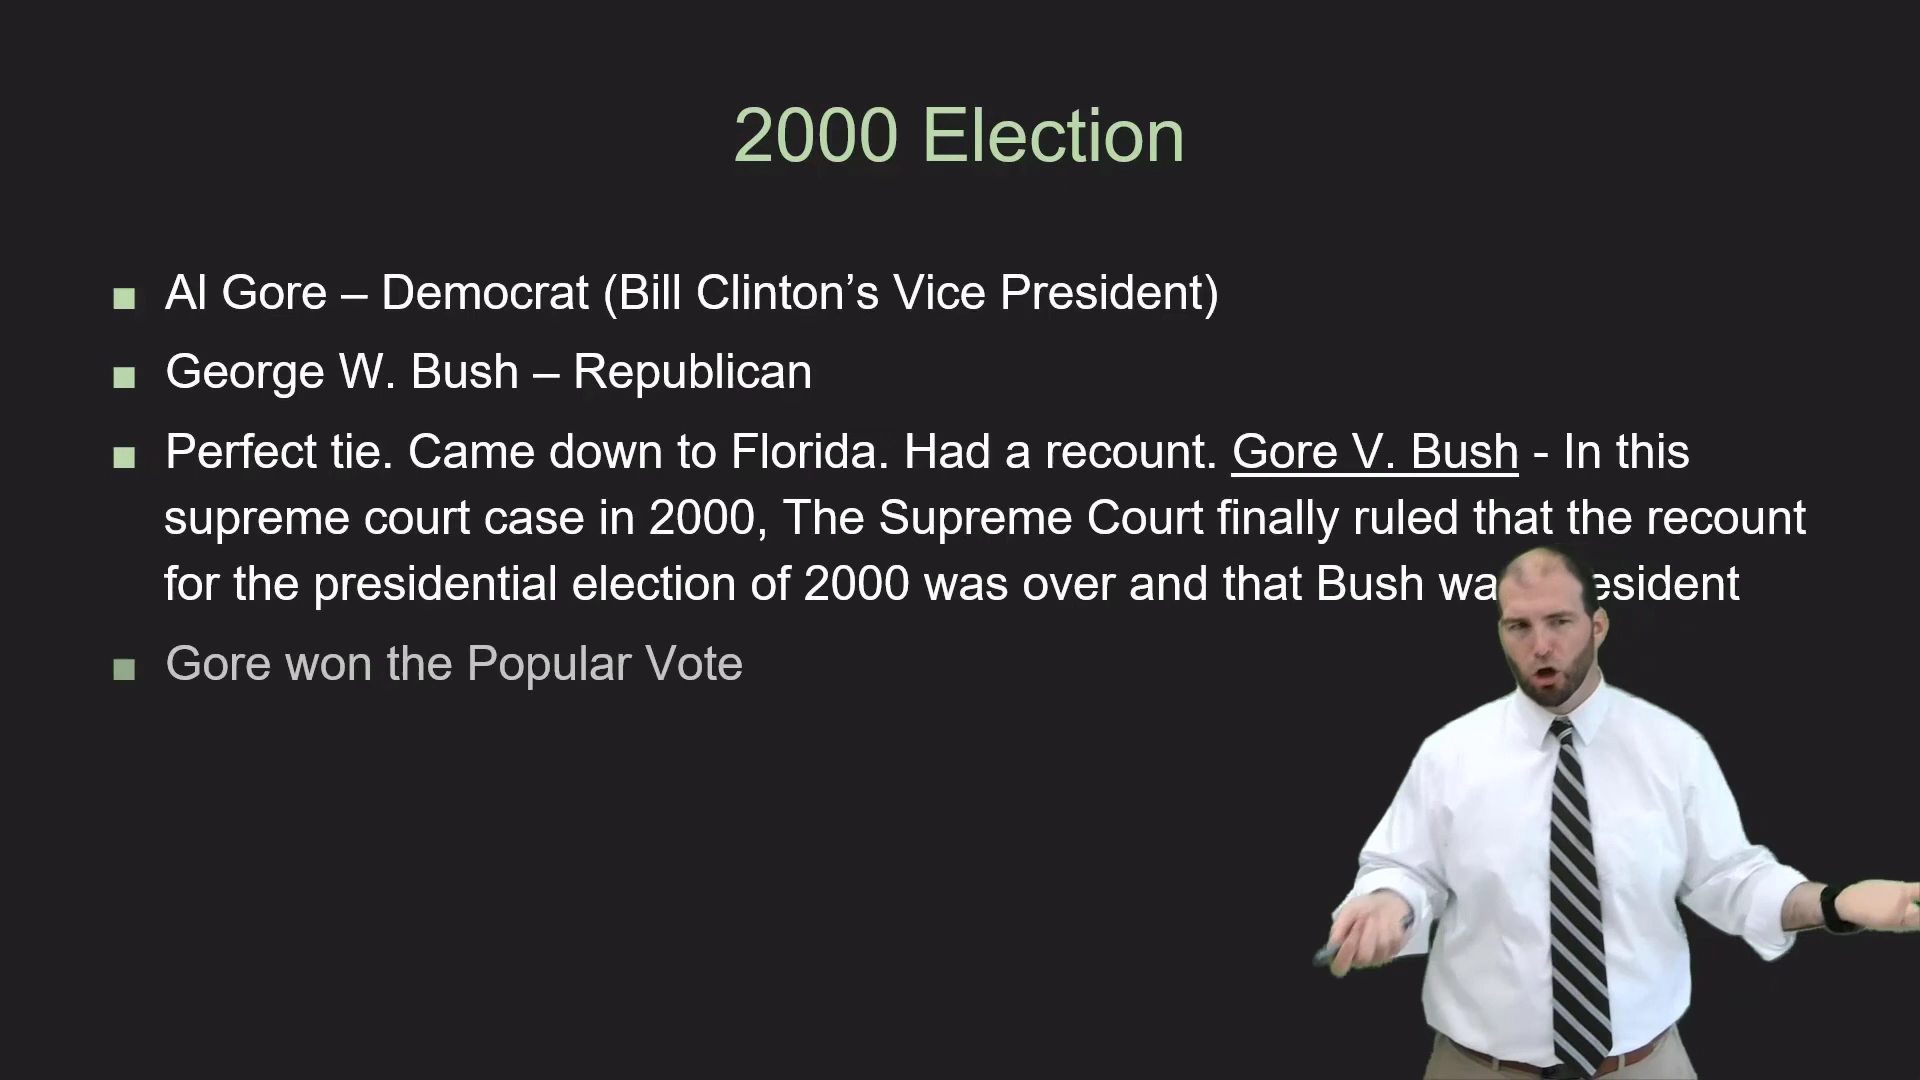 2000 Election
Al Gore – Democrat (Bill Clinton’s Vice President)
George W. Bush – Republican
Perfect tie. Came down to Florida. Had a recount. Gore V. Bush - In this
supreme court case in 2000, The Supreme Court finally ruled that the recount
for the presidential election of 2000 was over and that Bush
Gore won the Popular Vote